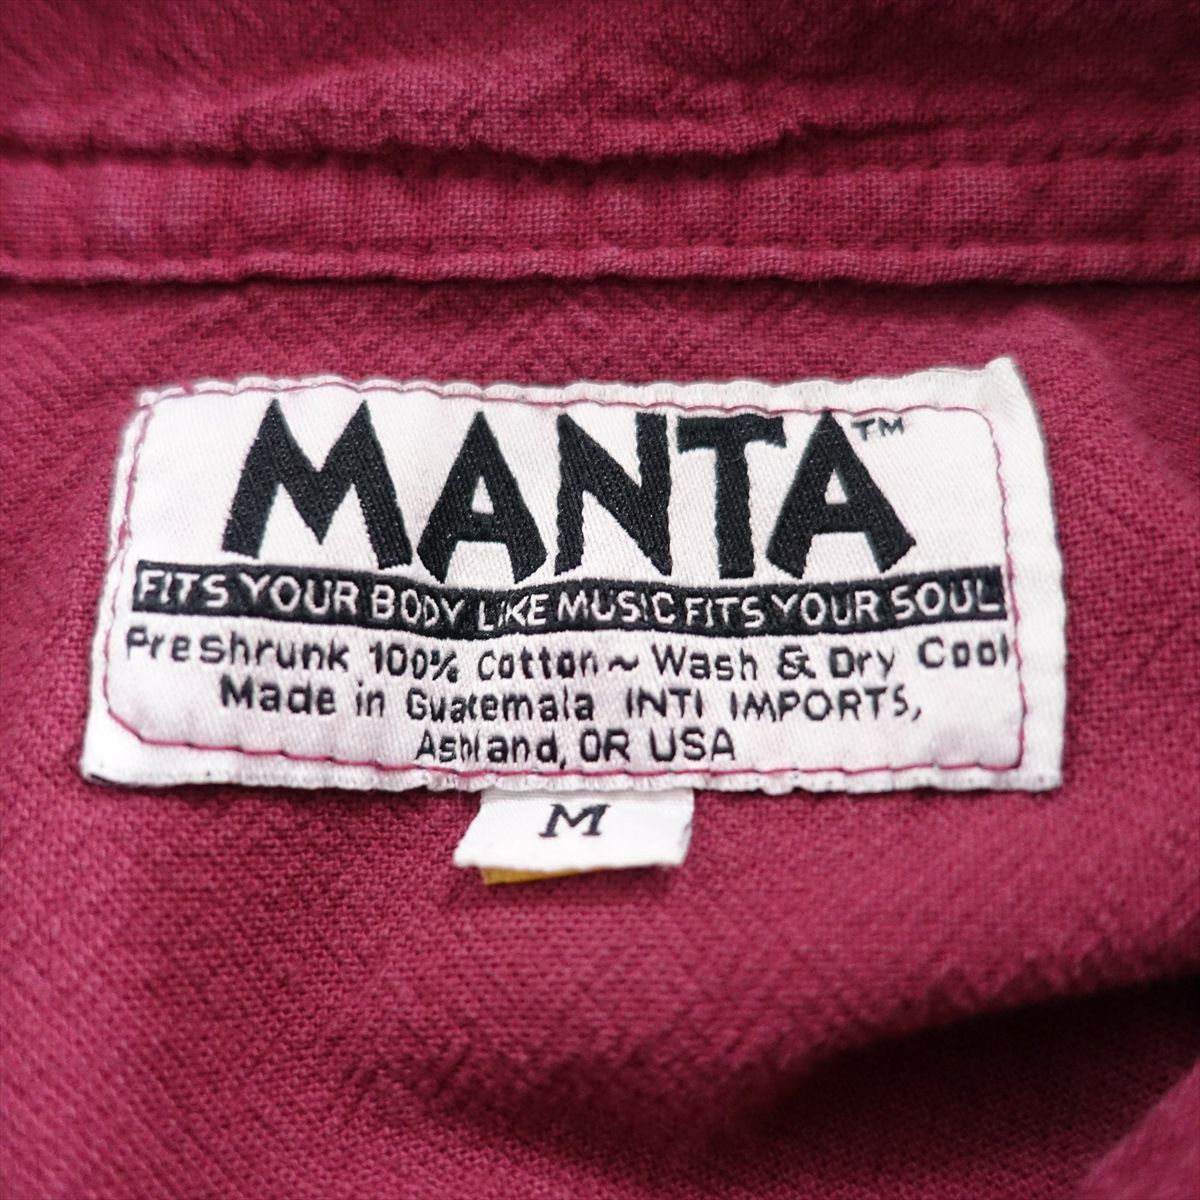 MANTA™
FITS YOUR BODY LIKE MUSIC FITS YOUR SOUL
Preshrunk 100% Cotton ~ Wash & Dry Cool
Made in Guatemala INTI IMPORTS,
Ashland, OR USA
M